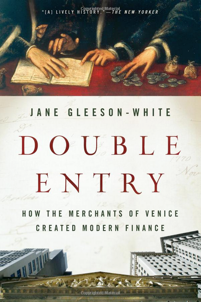 "[A] LIVELY HISTORY."—THE NEW YORKER
JANE GLEESON-WHITE
DOUBLE
ENTRY
HOW THE MERCHANTS OF VENICE
CREATED MODERN FINANCE